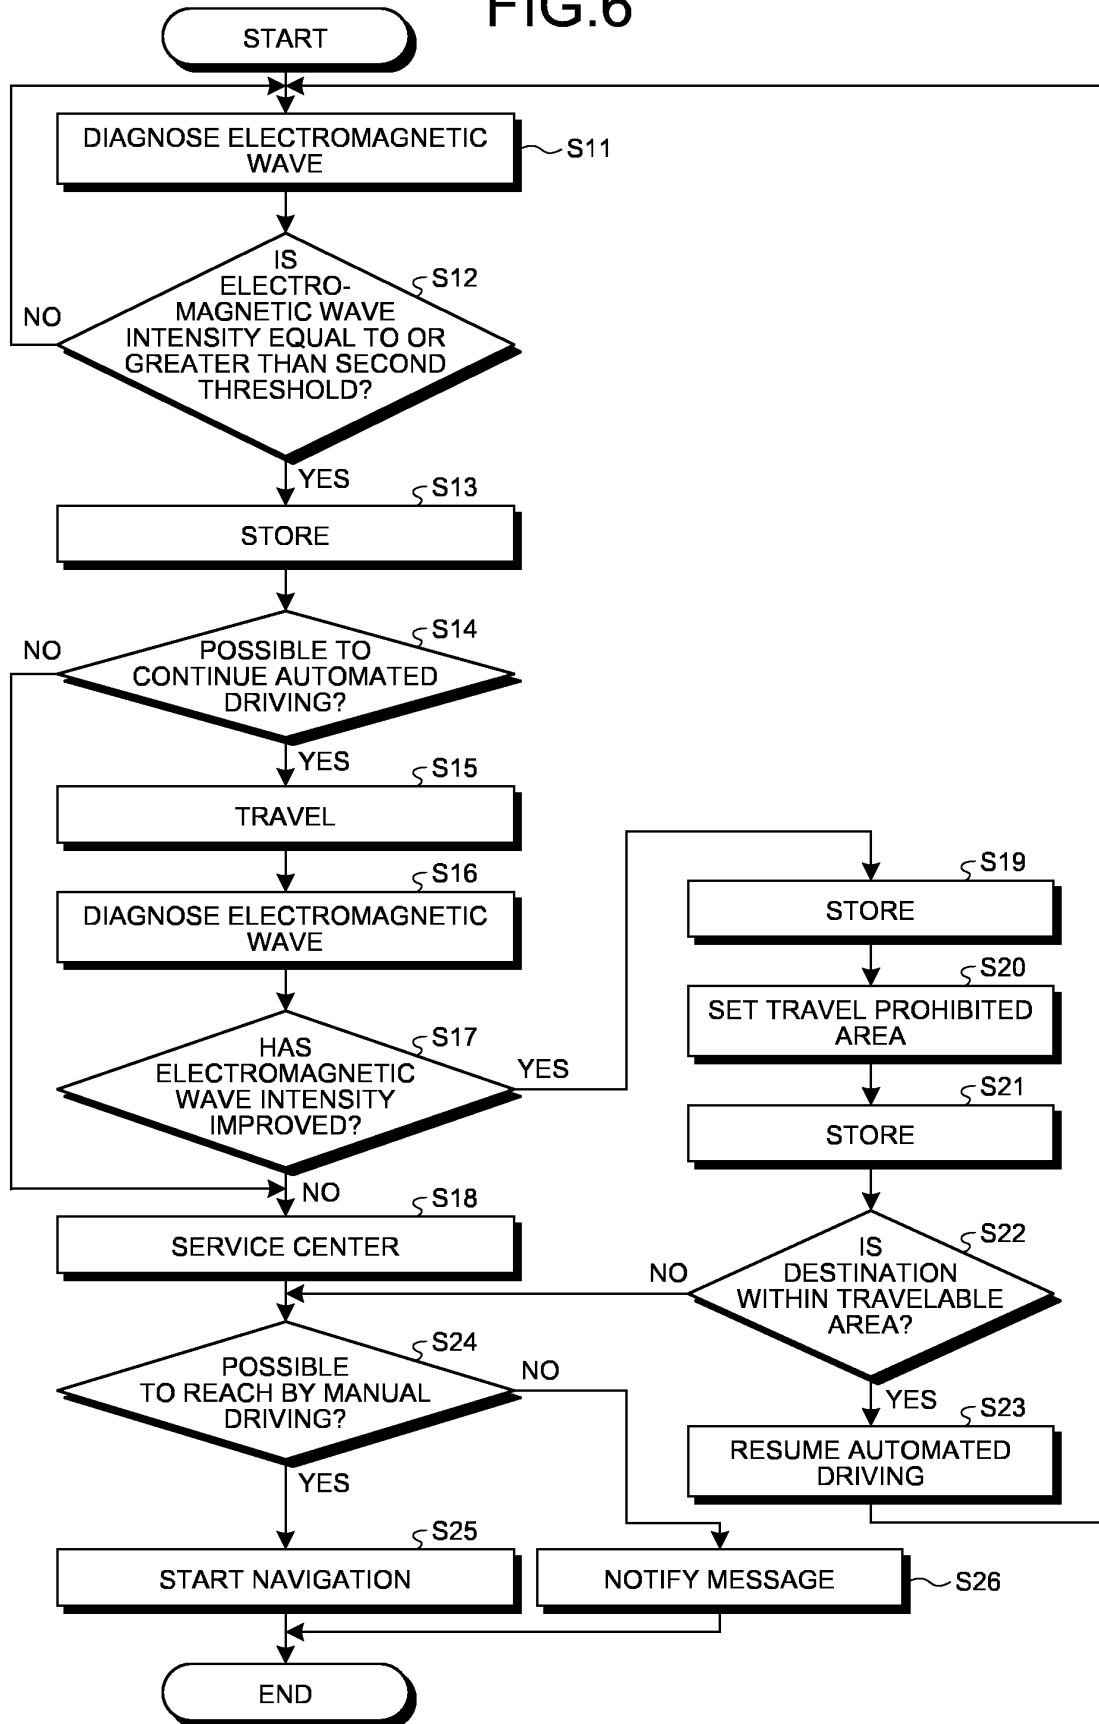 FIG.6
START
DIAGNOSE ELECTROMAGNETIC
WAVE
S11
IS
ELECTRO-
MAGNETIC WAVE
INTENSITY EQUAL TO OR
GREATER THAN SECOND
THRESHOLD?
S12
NO
YES
S13
STORE
S14
NO
POSSIBLE TO
CONTINUE AUTOMATED
DRIVING?
YES
S15
TRAVEL
S16
DIAGNOSE ELECTROMAGNETIC
WAVE
S17
HAS
ELECTROMAGNETIC
WAVE INTENSITY
IMPROVED?
YES
NO
S18
SERVICE CENTER
S19
STORE
S20
SET TRAVEL PROHIBITED
AREA
S21
STORE
S22
IS
DESTINATION
WITHIN TRAVELABLE
AREA?
NO
YES
S23
RESUME AUTOMATED
DRIVING
S24
POSSIBLE
TO REACH BY MANUAL
DRIVING?
NO
YES
S25
START NAVIGATION
NOTIFY MESSAGE
S26
END